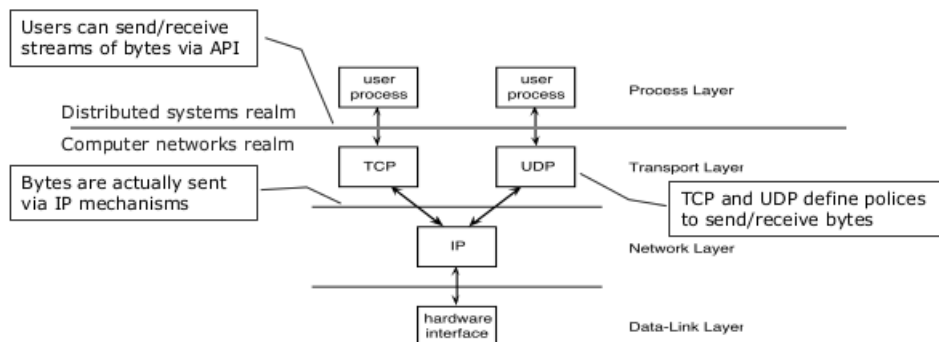 Users can send/receive
streams of bytes via API
user
process
user
process
Process Layer
Distributed systems realm
Computer networks realm
TCP
UDP
Transport Layer
Bytes are actually sent
via IP mechanisms
TCP and UDP define polices
to send/receive bytes
IP
Network Layer
hardware
interface
Data-Link Layer